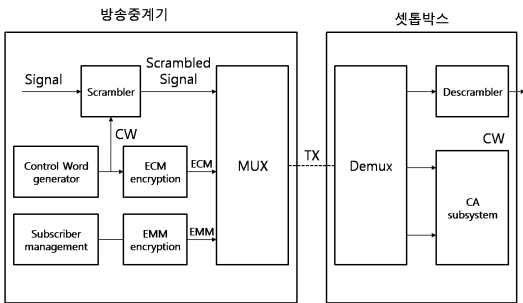 방송중계기
셋톱박스
Signal
Scrambler
Scrambled
Signal
CW
Control Word
generator
ECM
encryption
ECM
Subscriber
management
EMM
encryption
EMM
MUX
TX
Demux
Descrambler
CW
CA
subsystem